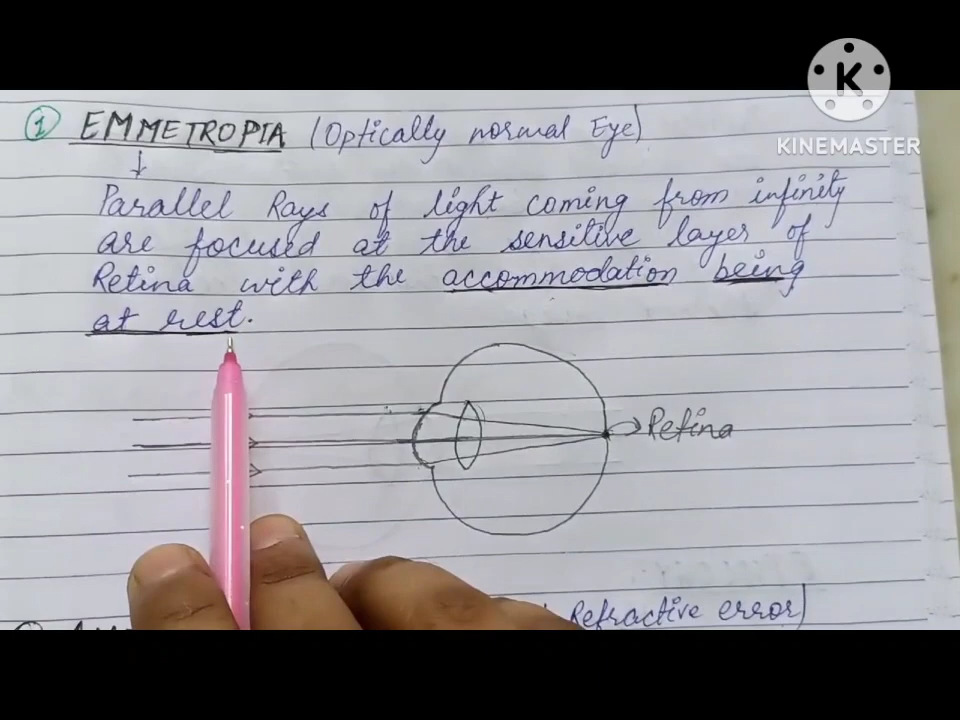 K
KINEMASTER
1 EMMETROPIA (Optically normal Eye)
Parallel Rays of light coming from infinity
are focused at the sensitive layer of
Retina with the accommodation being
at rest.
Retina
Refractive error)